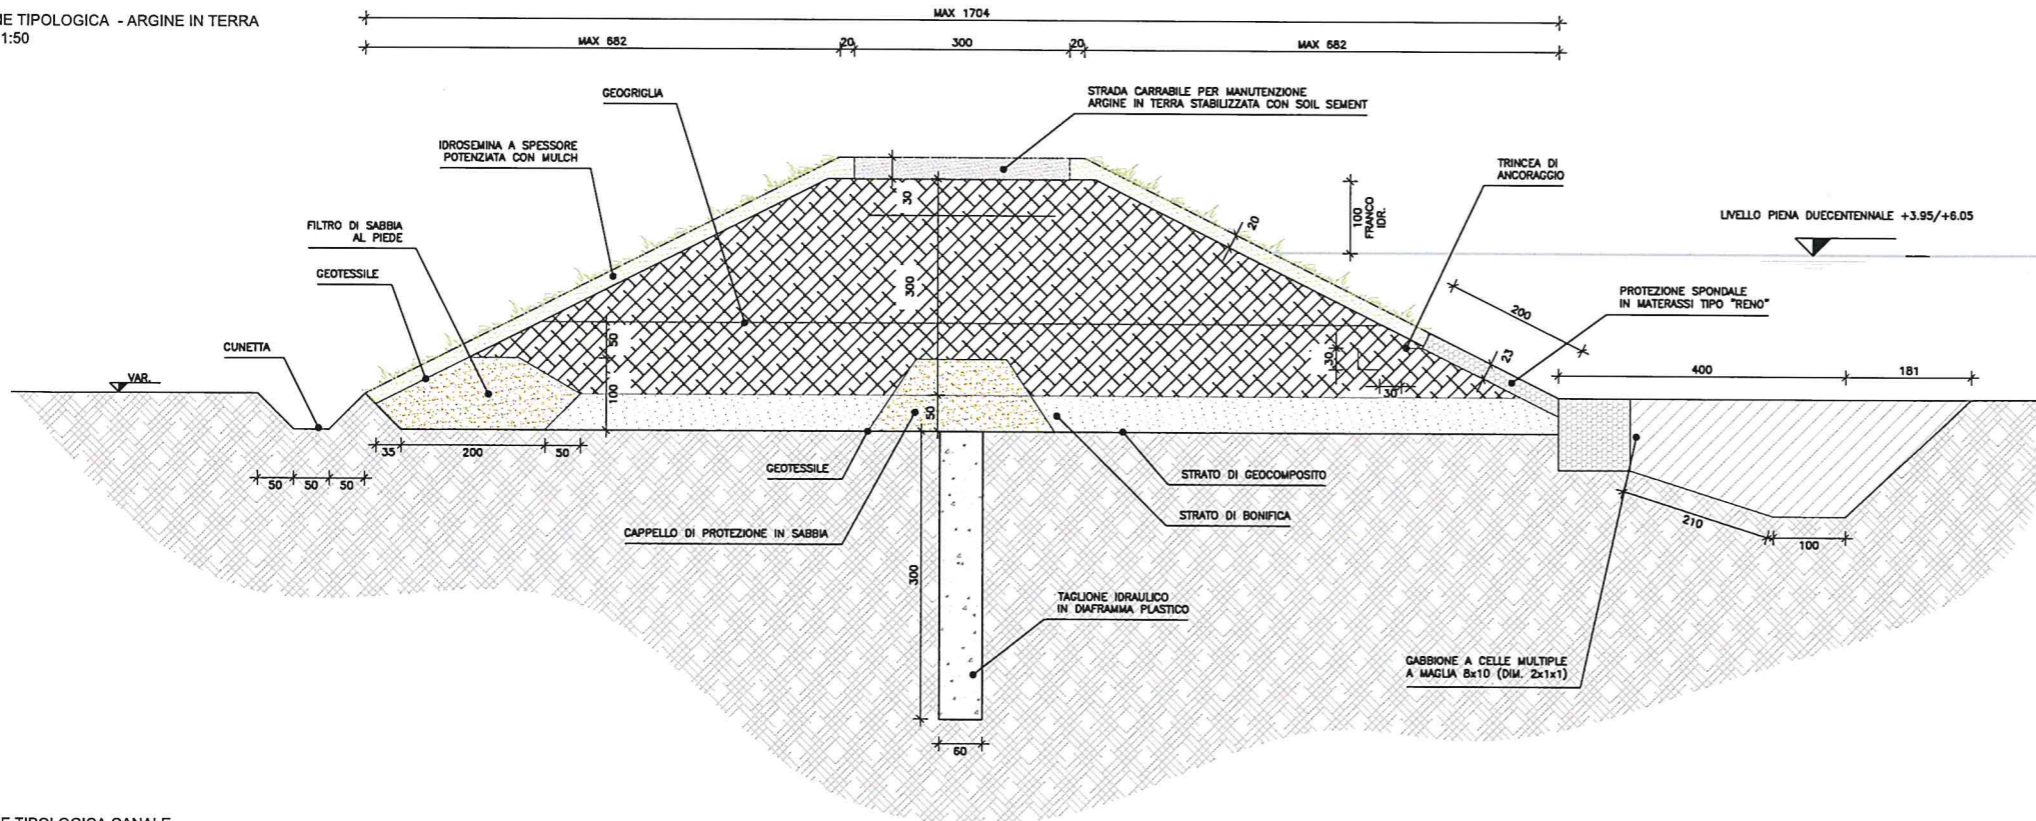 E TIPOLOGICA - ARGINE IN TERRA
1:50
MAX 1704
MAX 682
20
300
20
MAX 682
GEOGRIGLIA
STRADA CARRABILE PER MANUTENZIONE
ARGINE IN TERRA STABILIZZATA CON SOIL SEMENT
IDROSEMINA A SPESSORE
POTENZIATA CON MULCH
TRINCEA DI
ANCORAGGIO
30
20
100
FRANCO
IDR.
LIVELLO PIENA DUECENTENNALE +3.95/+6.05
FILTRO DI SABBIA
AL PIEDE
GEOTESSILE
300
200
PROTEZIONE SPONDALE
IN MATERASSI TIPO "RENO"
CUNETTA
50
30
23
VAR.
100
30
400
181
50
35
200
50
50
50
50
GEOTESSILE
STRATO DI GEOCOMPOSITO
STRATO DI BONIFICA
CAPPELLO DI PROTEZIONE IN SABBIA
210
100
300
TAGLIONE IDRAULICO
IN DIAFRAMMA PLASTICO
GABBIONE A CELLE MULTIPLE
A MAGLIA 8x10 (DIM. 2x1x1)
60
E TIPOLOGICA CANALE